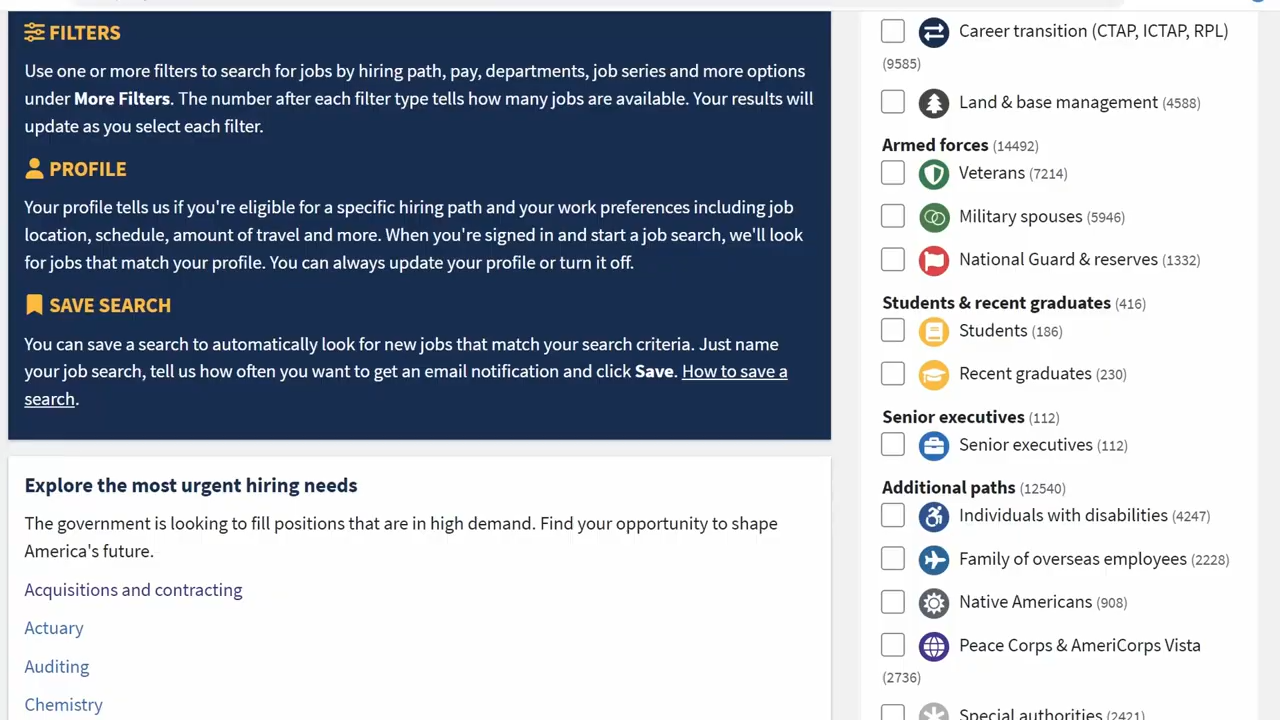 FILTERS
Use one or more filters to search for jobs by hiring path, pay, departments, job series and more options
under More Filters. The number after each filter type tells how many jobs are available. Your results will
update as you select each filter.
PROFILE
Your profile tells us if you're eligible for a specific hiring path and your work preferences including job
location, schedule, amount of travel and more. When you're signed in and start a job search, we'll look
for jobs that match your profile. You can always update your profile or turn it off.
SAVE SEARCH
You can save a search to automatically look for new jobs that match your search criteria. Just name
your job search, tell us how often you want to get an email notification and click Save. How to save a
search.
Explore the most urgent hiring needs
The government is looking to fill positions that are in high demand. Find your opportunity to shape
America's future.
Acquisitions and contracting
Actuary
Auditing
Chemistry
Career transition (CTAP, ICTAP, RPL)
(9585)
Land & base management (4588)
Armed forces (14492)
Veterans (7214)
Military spouses (5946)
National Guard & reserves (1332)
Students & recent graduates (416)
Students (186)
Recent graduates (230)
Senior executives (112)
Senior executives (112)
Additional paths (12540)
Individuals with disabilities (4247)
Family of overseas employees (2228)
Native Americans (908)
Peace Corps & AmeriCorps Vista
(2736)
Special authorities (2421)